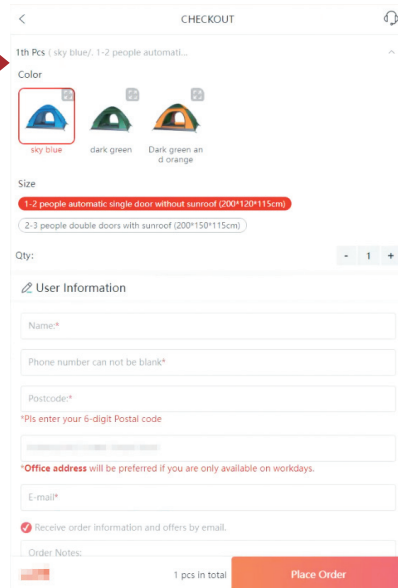 CHECKOUT
1th Pcs ( sky blue/. 1-2 people automati...
Color
sky blue
dark green
Dark green an
d orange
Size
1-2 people automatic single door without sunroof (200*120*115cm)
2-3 people double doors with sunroof (200*150*115cm)
Qty:
- 1 +
User Information
Name:*
Phone number can not be blank*
Postcode:*
*Pls enter your 6-digit Postal code
*Office address will be preferred if you are only available on workdays.
E-mail*
Receive order information and offers by email.
Order Notes:
1 pcs in total
Place Order